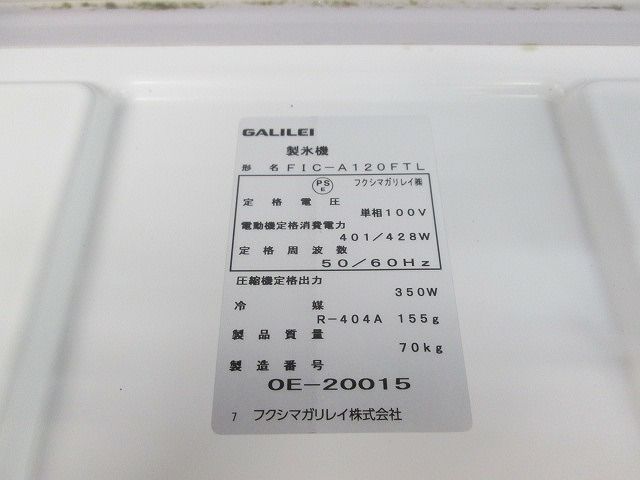 GALILEI
製氷機
形 名 FIC-A120FTL
PS E フクシマガリレイ㈱
定格電圧 単相100V
電動機定格消費電力
401/428W
定格周波数
50/60Hz
圧縮機定格出力
350W
冷 媒
R-404A 155g
製品質量
70kg
製造番号
0E-20015
7 フクシマガリレイ株式会社